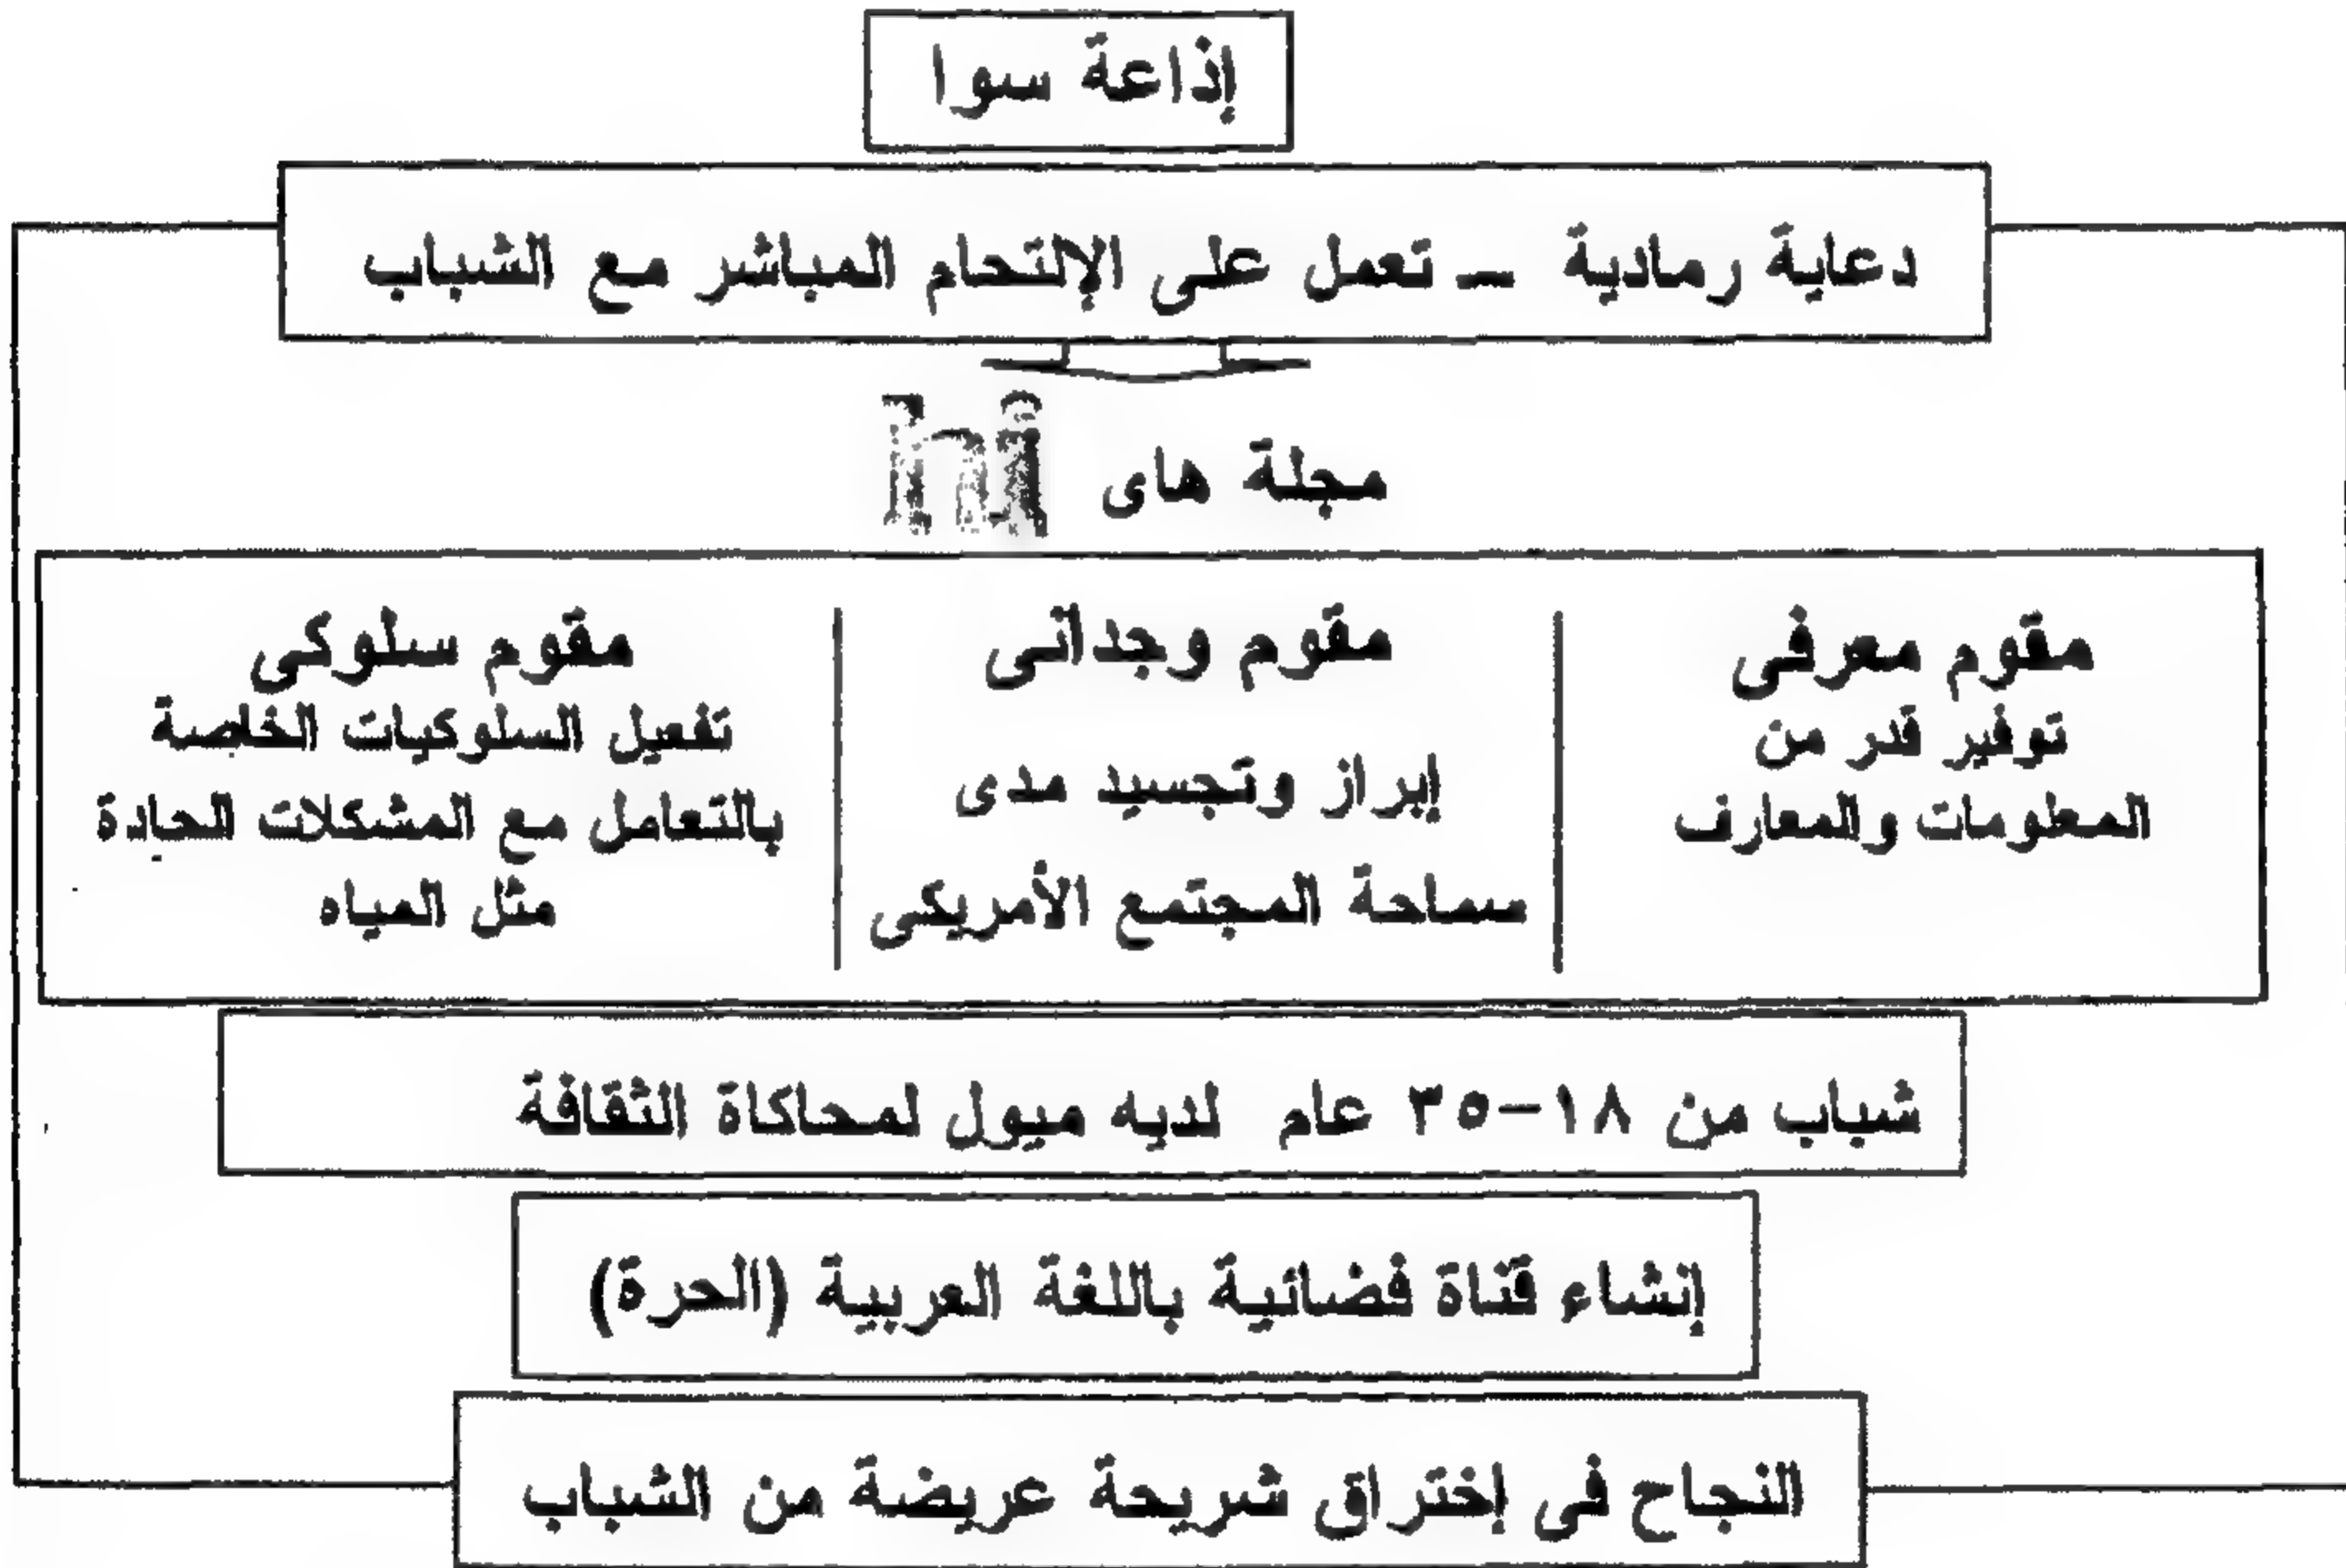 إذاعة سوا
دعاية رمادية – تعمل على الإلتحام المباشر مع الشباب
مجلة هاى hi
مقوم معرفى
توفير قدر من
المعلومات والمعارف
مقوم وجدانى
إبراز وتجسيد مدى
سماحة المجتمع الأمريكى
مقوم سلوكى
تفعيل السلوكيات الخاصة
بالتعامل مع المشكلات الحادة
مثل المياه
شباب من ١٨-٣٥ عام لديه ميول لمحاكاة الثقافة
إنشاء قناة فضائية باللغة العربية (الحرة)
النجاح فى إختراق شريحة عريضة من الشباب